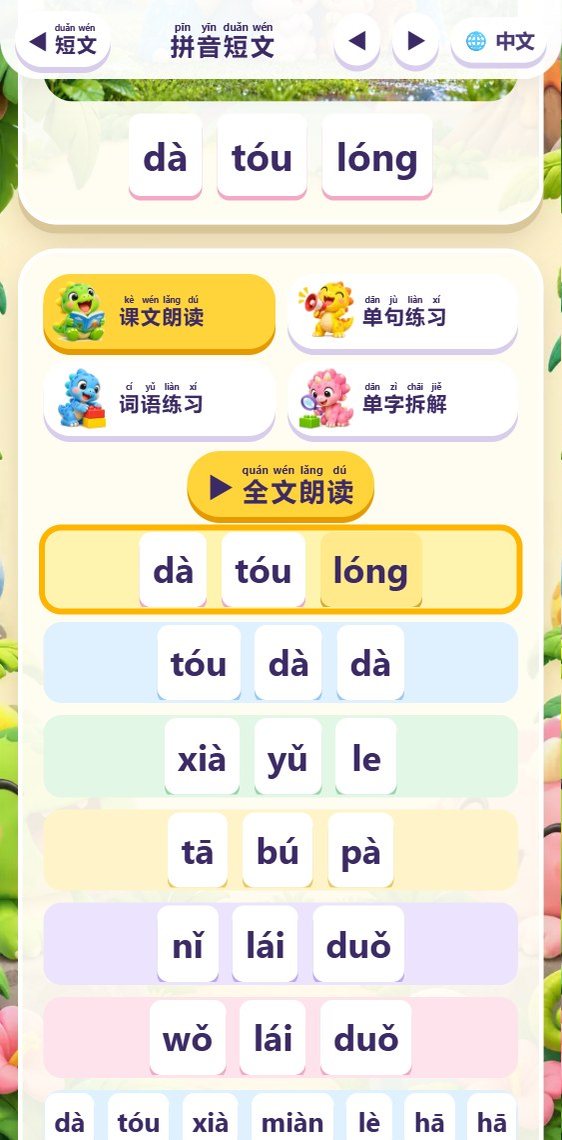 duǎn wén
短文
pīn yīn duǎn wén
拼音短文
中文
dà tóu lóng
kè wén lǎng dú
课文朗读
dān jù liàn xí
单句练习
cí yǔ liàn xí
词语练习
dān zì chāi jiě
单字拆解
quán wén lǎng dú
全文朗读
dà tóu lóng
tóu dà dà
xià yǔ le
tā bú pà
nǐ lái duǒ
wǒ lái duǒ
dà tóu xià miàn lè hā hā